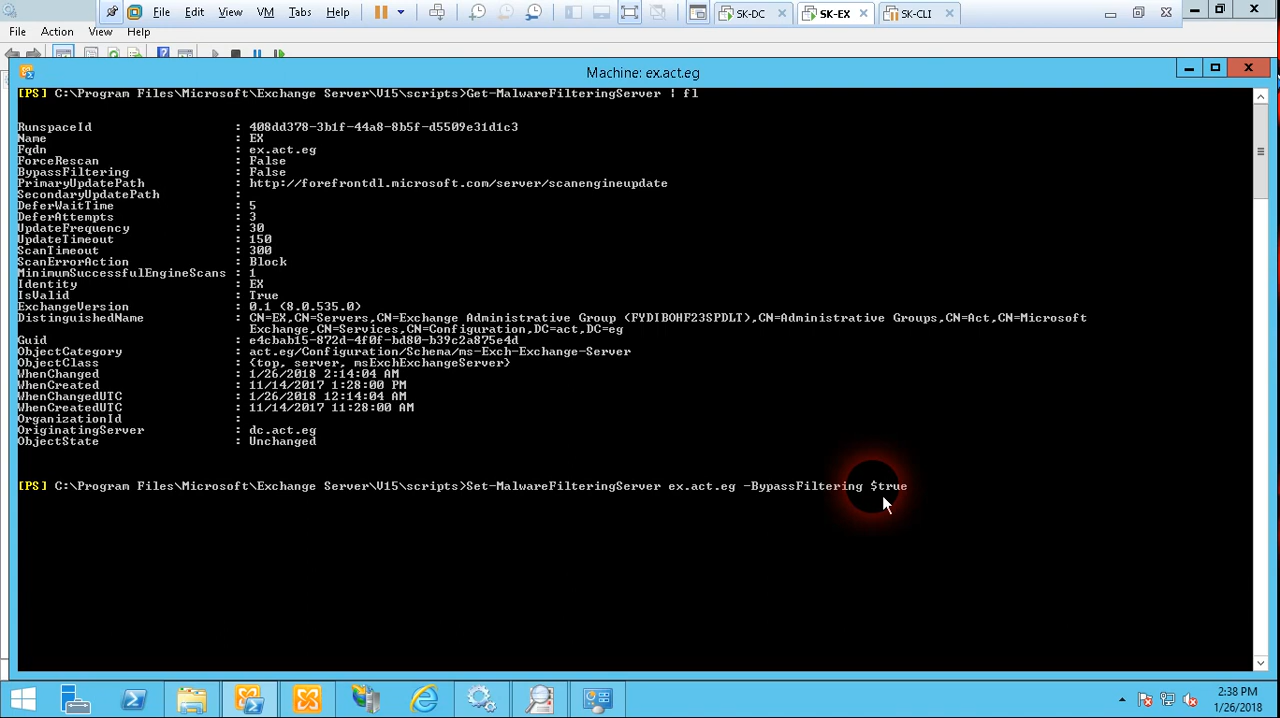 File Edit View VM Tabs Help SK-DC SK-EX SK-CLI
File Action View Help
Machine: ex.act.eg
[PS] C:\Program Files\Microsoft\Exchange Server\V15\scripts>Get-MalwareFilteringServer | fl
RunspaceId : 408dd378-3b1f-44a8-8b5f-d5509e31d1c3
Name : EX
Fqdn : ex.act.eg
ForceRescan : False
BypassFiltering : False
PrimaryUpdatePath : http://forefrontdl.microsoft.com/server/scanengineupdate
SecondaryUpdatePath :
DeferWaitTime : 5
DeferAttempts : 3
UpdateFrequency : 30
UpdateTimeout : 150
ScanTimeout : 300
ScanErrorAction : Block
MinimumSuccessfulEngineScans : 1
Identity : EX
IsValid : True
ExchangeVersion : 0.1 (8.0.535.0)
DistinguishedName : CN=EX,CN=Servers,CN=Exchange Administrative Group (FYDIBOHF23SPDLT),CN=Administrative Groups,CN=Act,CN=Microsoft
Exchange,CN=Services,CN=Configuration,DC=act,DC=eg
Guid : e4cbab15-872d-4f0f-bd80-b39c2a875e4d
ObjectCategory : act.eg/Configuration/Schema/ms-Exch-Exchange-Server
ObjectClass : {top, server, msExchExchangeServer}
WhenChanged : 1/26/2018 2:14:04 AM
WhenCreated : 11/14/2017 1:28:00 PM
WhenChangedUTC : 1/26/2018 12:14:04 AM
WhenCreatedUTC : 11/14/2017 11:28:00 AM
OrganizationId :
OriginatingServer : dc.act.eg
ObjectState : Unchanged
[PS] C:\Program Files\Microsoft\Exchange Server\V15\scripts>Set-MalwareFilteringServer ex.act.eg -BypassFiltering $true
2:38 PM
1/26/2018